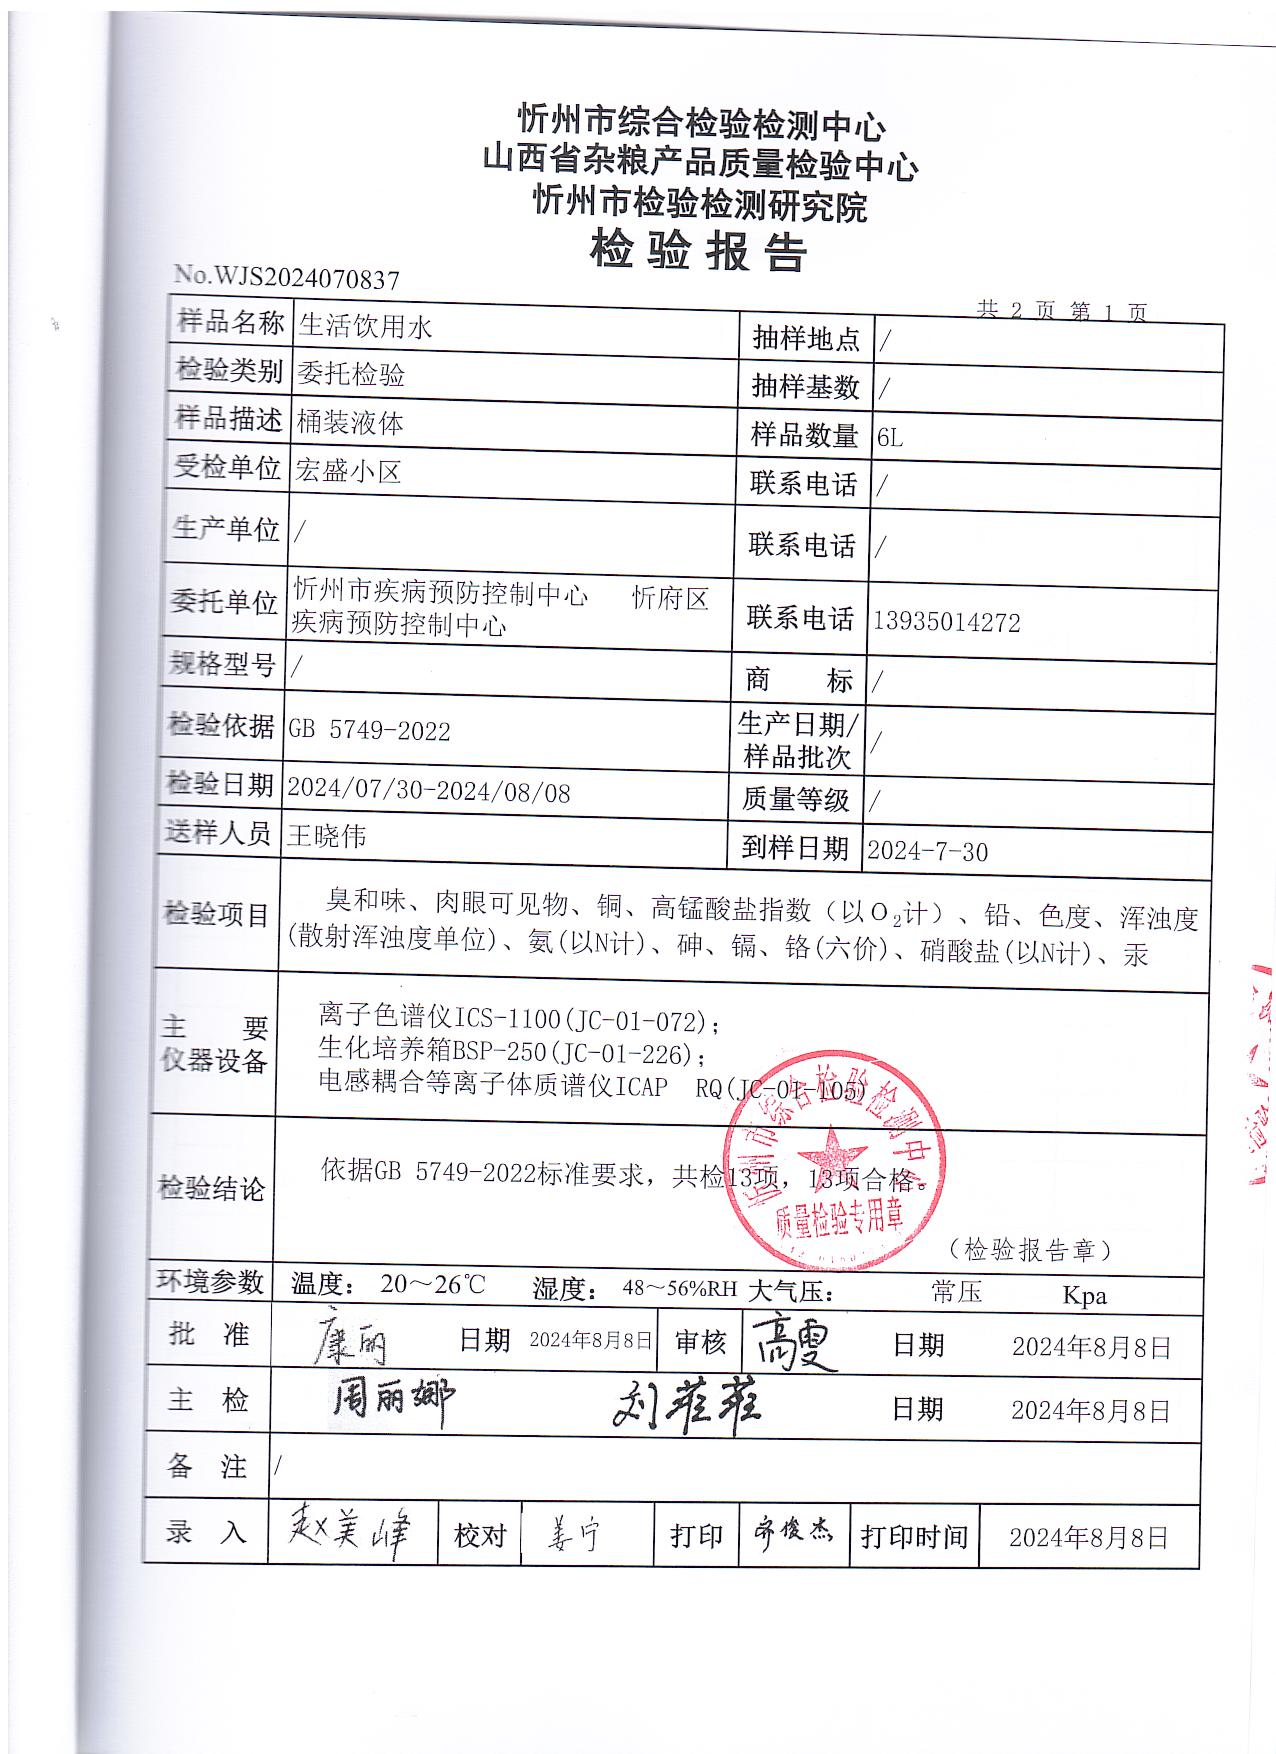 忻州市综合检验检测中心
山西省杂粮产品质量检验中心
忻州市检验检测研究院
检验报告
No.WJS2024070837
共 2 页 第 1 页
样品名称 生活饮用水 抽样地点 /
检验类别 委托检验 抽样基数 /
样品描述 桶装液体 样品数量 6L
受检单位 宏盛小区 联系电话 /
生产单位 / 联系电话 /
委托单位 忻州市疾病预防控制中心 忻府区
疾病预防控制中心 联系电话 13935014272
规格型号 / 商 标 /
检验依据 GB 5749-2022 生产日期/
样品批次 /
检验日期 2024/07/30-2024/08/08 质量等级 /
送样人员 王晓伟 到样日期 2024-7-30
检验项目 臭和味、肉眼可见物、铜、高锰酸盐指数（以O₂计）、铅、色度、浑浊度
(散射浑浊度单位)、氨(以N计)、砷、镉、铬(六价)、硝酸盐(以N计)、汞
主 要
仪器设备
离子色谱仪ICS-1100(JC-01-072);
生化培养箱BSP-250(JC-01-226);
电感耦合等离子体质谱仪ICAP RQ(JC-01-105)
检验结论 依据GB 5749-2022标准要求，共检13项，13项合格。
忻州市综合检验检测中心
质量检验专用章
（检验报告章）
环境参数 温度： 20～26℃ 湿度： 48～56%RH 大气压： 常压 Kpa
批 准 康丽 日期 2024年8月8日 审核 高雯 日期 2024年8月8日
主 检 周丽娜 刘菲菲 日期 2024年8月8日
备 注 /
录 入 赵美峰 校对 姜宁 打印 齐俊杰 打印时间 2024年8月8日